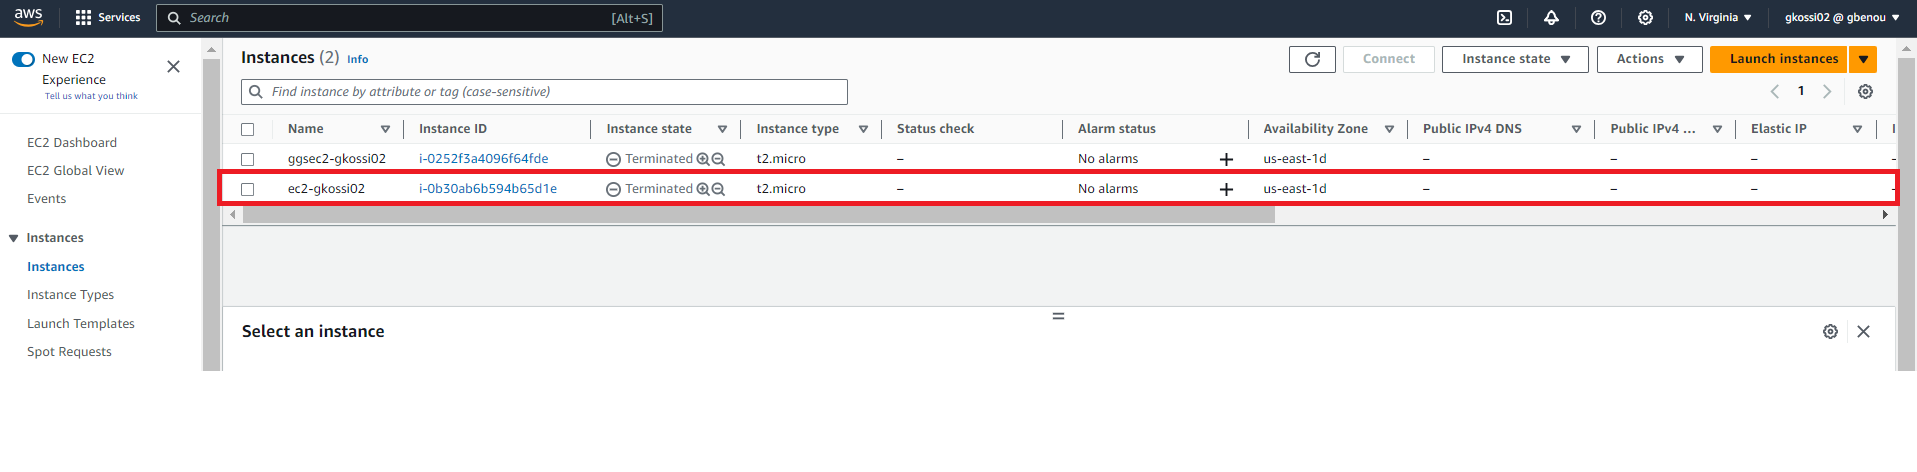 aws Services Search [Alt+S] N. Virginia gkossi02 @ gbenou
New EC2
Experience
Tell us what you think
EC2 Dashboard
EC2 Global View
Events
Instances
Instances
Instance Types
Launch Templates
Spot Requests
Instances (2) Info
Connect Instance state Actions Launch instances
Find instance by attribute or tag (case-sensitive)
1
Name Instance ID Instance state Instance type Status check Alarm status Availability Zone Public IPv4 DNS Public IPv4 ... Elastic IP
ggsec2-gkossi02 i-0252f3a4096f64fde Terminated t2.micro – No alarms + us-east-1d – – –
ec2-gkossi02 i-0b30ab6b594b65d1e Terminated t2.micro – No alarms + us-east-1d – – –
Select an instance